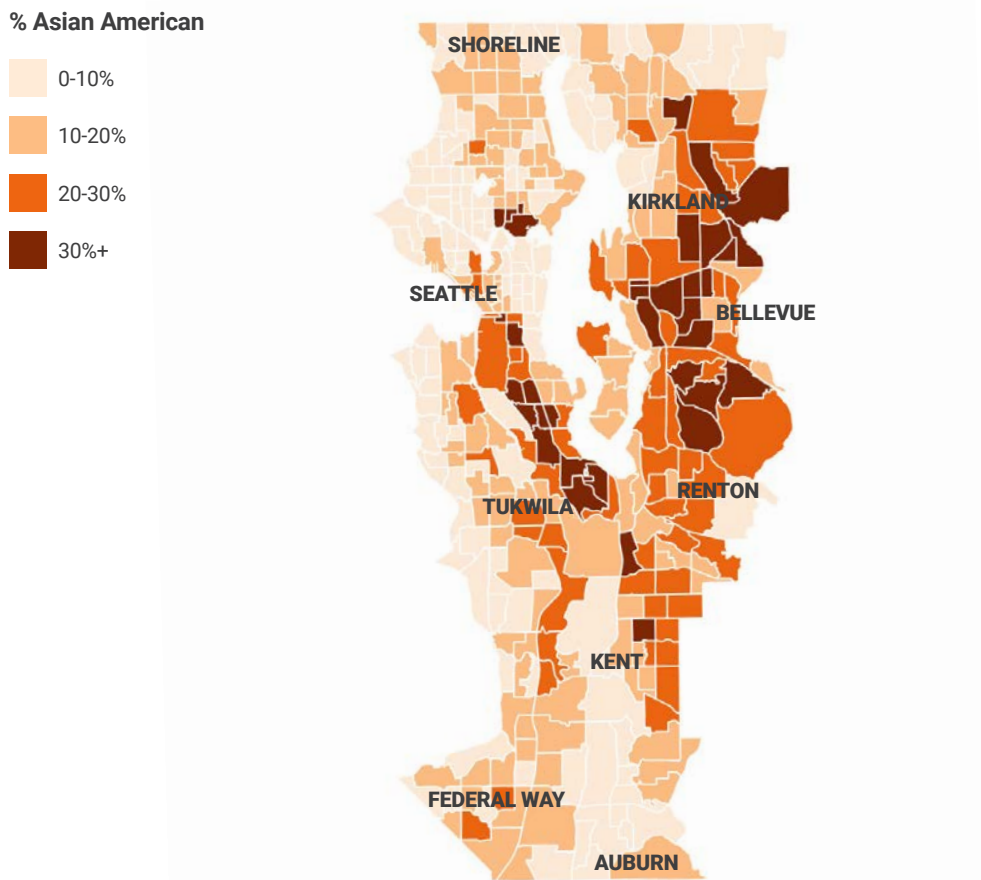 % Asian American
0-10%
10-20%
20-30%
30%+
SHORELINE
KIRKLAND
SEATTLE
BELLEVUE
RENTON
TUKWILA
KENT
FEDERAL WAY
AUBURN